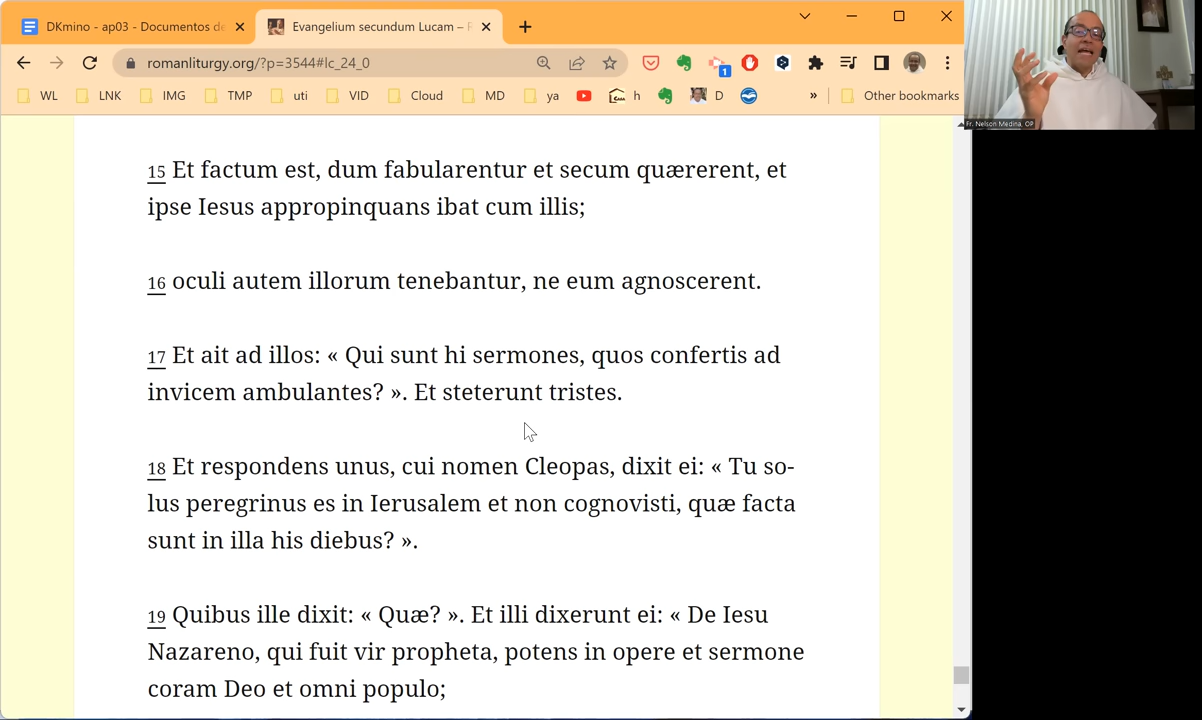 DKmino - ap03 - Documentos de
Evangelium secundum Lucam –
romanliturgy.org/?p=3544#lc_24_0
1
WL LNK IMG TMP uti VID Cloud MD ya h D » Other bookmarks
Fr. Nelson Medina, OP
15 Et factum est, dum fabularentur et secum quærerent, et
ipse Iesus appropinquans ibat cum illis;
16 oculi autem illorum tenebantur, ne eum agnoscerent.
17 Et ait ad illos: « Qui sunt hi sermones, quos confertis ad
invicem ambulantes? ». Et steterunt tristes.
18 Et respondens unus, cui nomen Cleopas, dixit ei: « Tu so-
lus peregrinus es in Ierusalem et non cognovisti, quæ facta
sunt in illa his diebus? ».
19 Quibus ille dixit: « Quæ? ». Et illi dixerunt ei: « De Iesu
Nazareno, qui fuit vir propheta, potens in opere et sermone
coram Deo et omni populo;